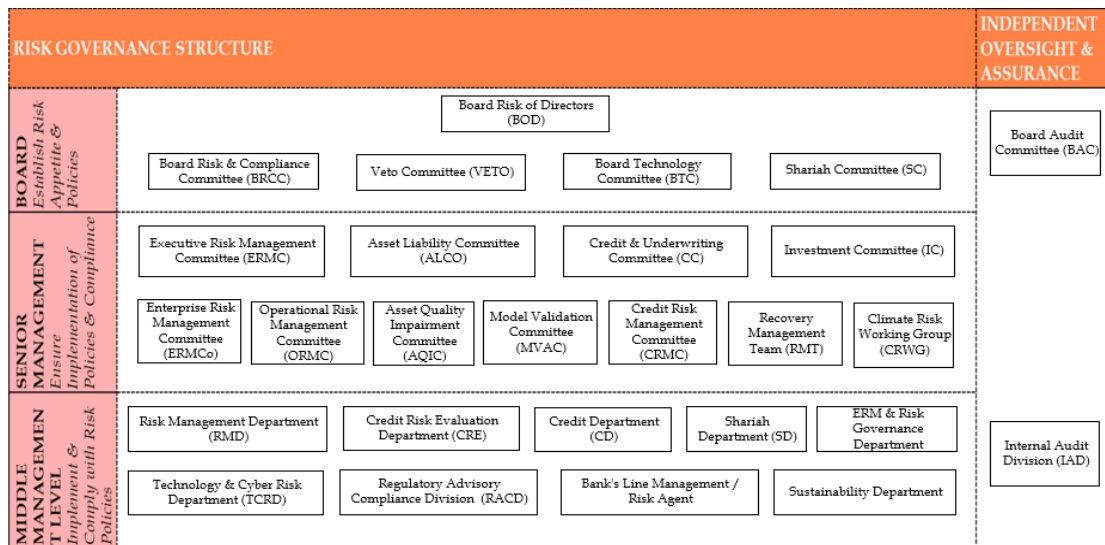 RISK GOVERNANCE STRUCTURE
INDEPENDENT
OVERSIGHT &
ASSURANCE
BOARD
Establish Risk
Appetite &
Policies
Board Risk of Directors
(BOD)
Board Risk & Compliance
Committee (BRCC)
Veto Committee (VETO)
Board Technology
Committee (BTC)
Shariah Committee (SC)
Board Audit
Committee (BAC)
SENIOR
MANAGEMENT
Ensure
Implementation of
Policies & Compliance
Executive Risk Management
Committee (ERMC)
Asset Liability Committee
(ALCO)
Credit & Underwriting
Committee (CC)
Investment Committee (IC)
Enterprise Risk
Management
Committee
(ERMCo)
Operational Risk
Management
Committee
(ORMC)
Asset Quality
Impairment
Committee
(AQIC)
Model Validation
Committee
(MVAC)
Credit Risk
Management
Committee
(CRMC)
Recovery
Management
Team (RMT)
Climate Risk
Working Group
(CRWG)
MIDDLE
MANAGEMEN
T LEVEL
Implement &
Comply with Risk
Policies
Risk Management Department
(RMD)
Credit Risk Evaluation
Department (CRE)
Credit Department
(CD)
Shariah
Department (SD)
ERM & Risk
Governance
Department
Internal Audit
Division (IAD)
Technology & Cyber Risk
Department (TCRD)
Regulatory Advisory
Compliance Division (RACD)
Bank's Line Management /
Risk Agent
Sustainability Department